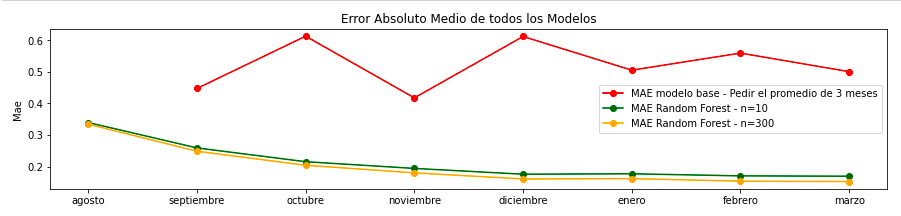 Error Absoluto Medio de todos los Modelos
0.6
0.5
0.4
0.3
0.2
Mae
MAE modelo base - Pedir el promedio de 3 meses
MAE Random Forest - n=10
MAE Random Forest - n=300
agosto septiembre octubre noviembre diciembre enero febrero marzo